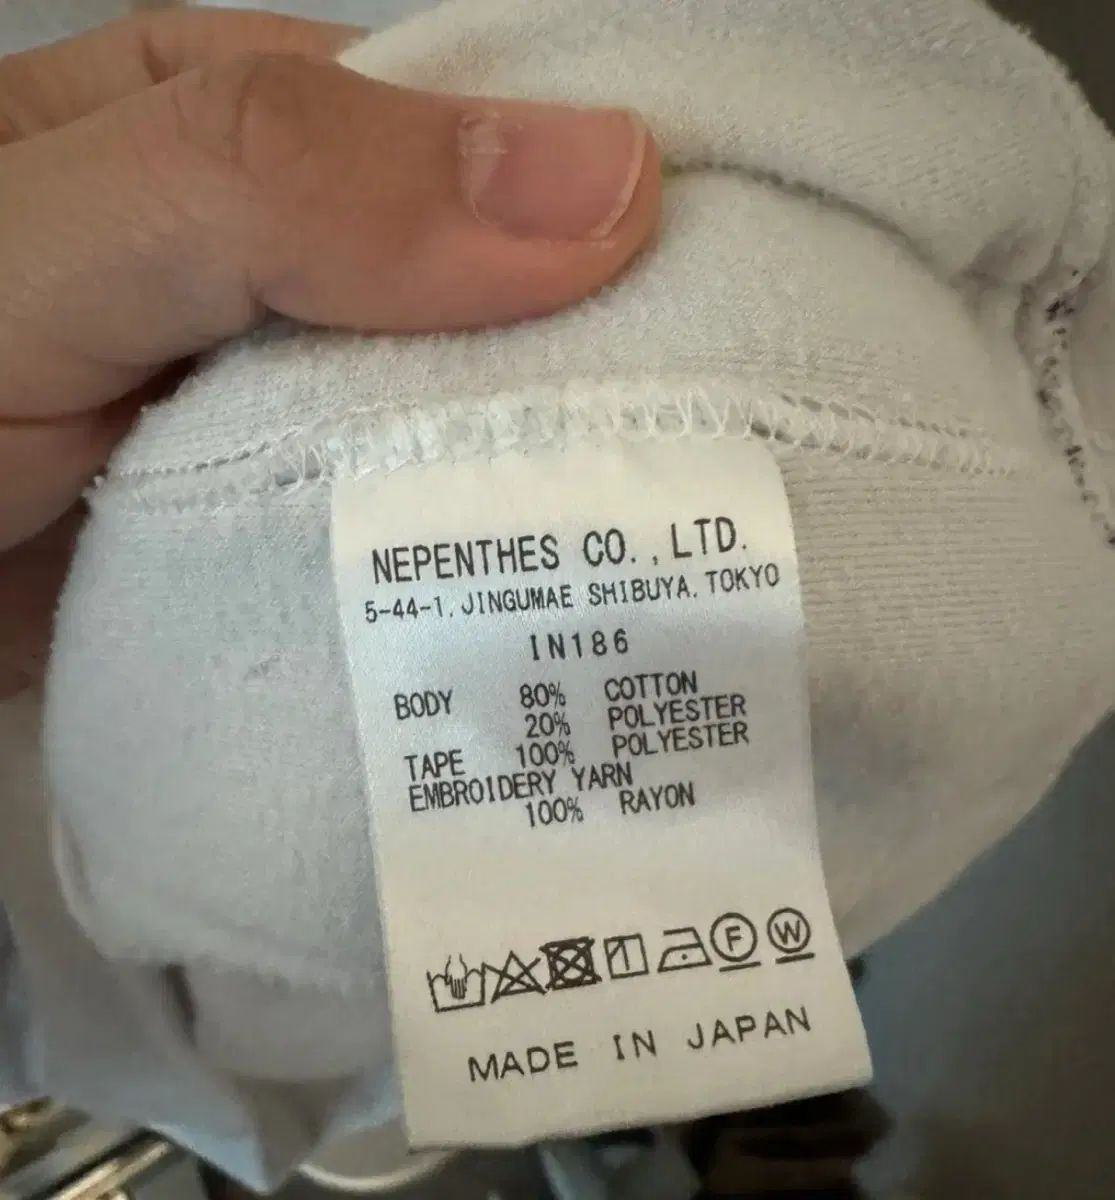 NEPENTHES CO., LTD.
5-44-1, JINGUMAE SHIBUYA, TOKYO
IN186
BODY 80% COTTON
20% POLYESTER
TAPE 100% POLYESTER
EMBROIDERY YARN
100% RAYON
F W
MADE IN JAPAN